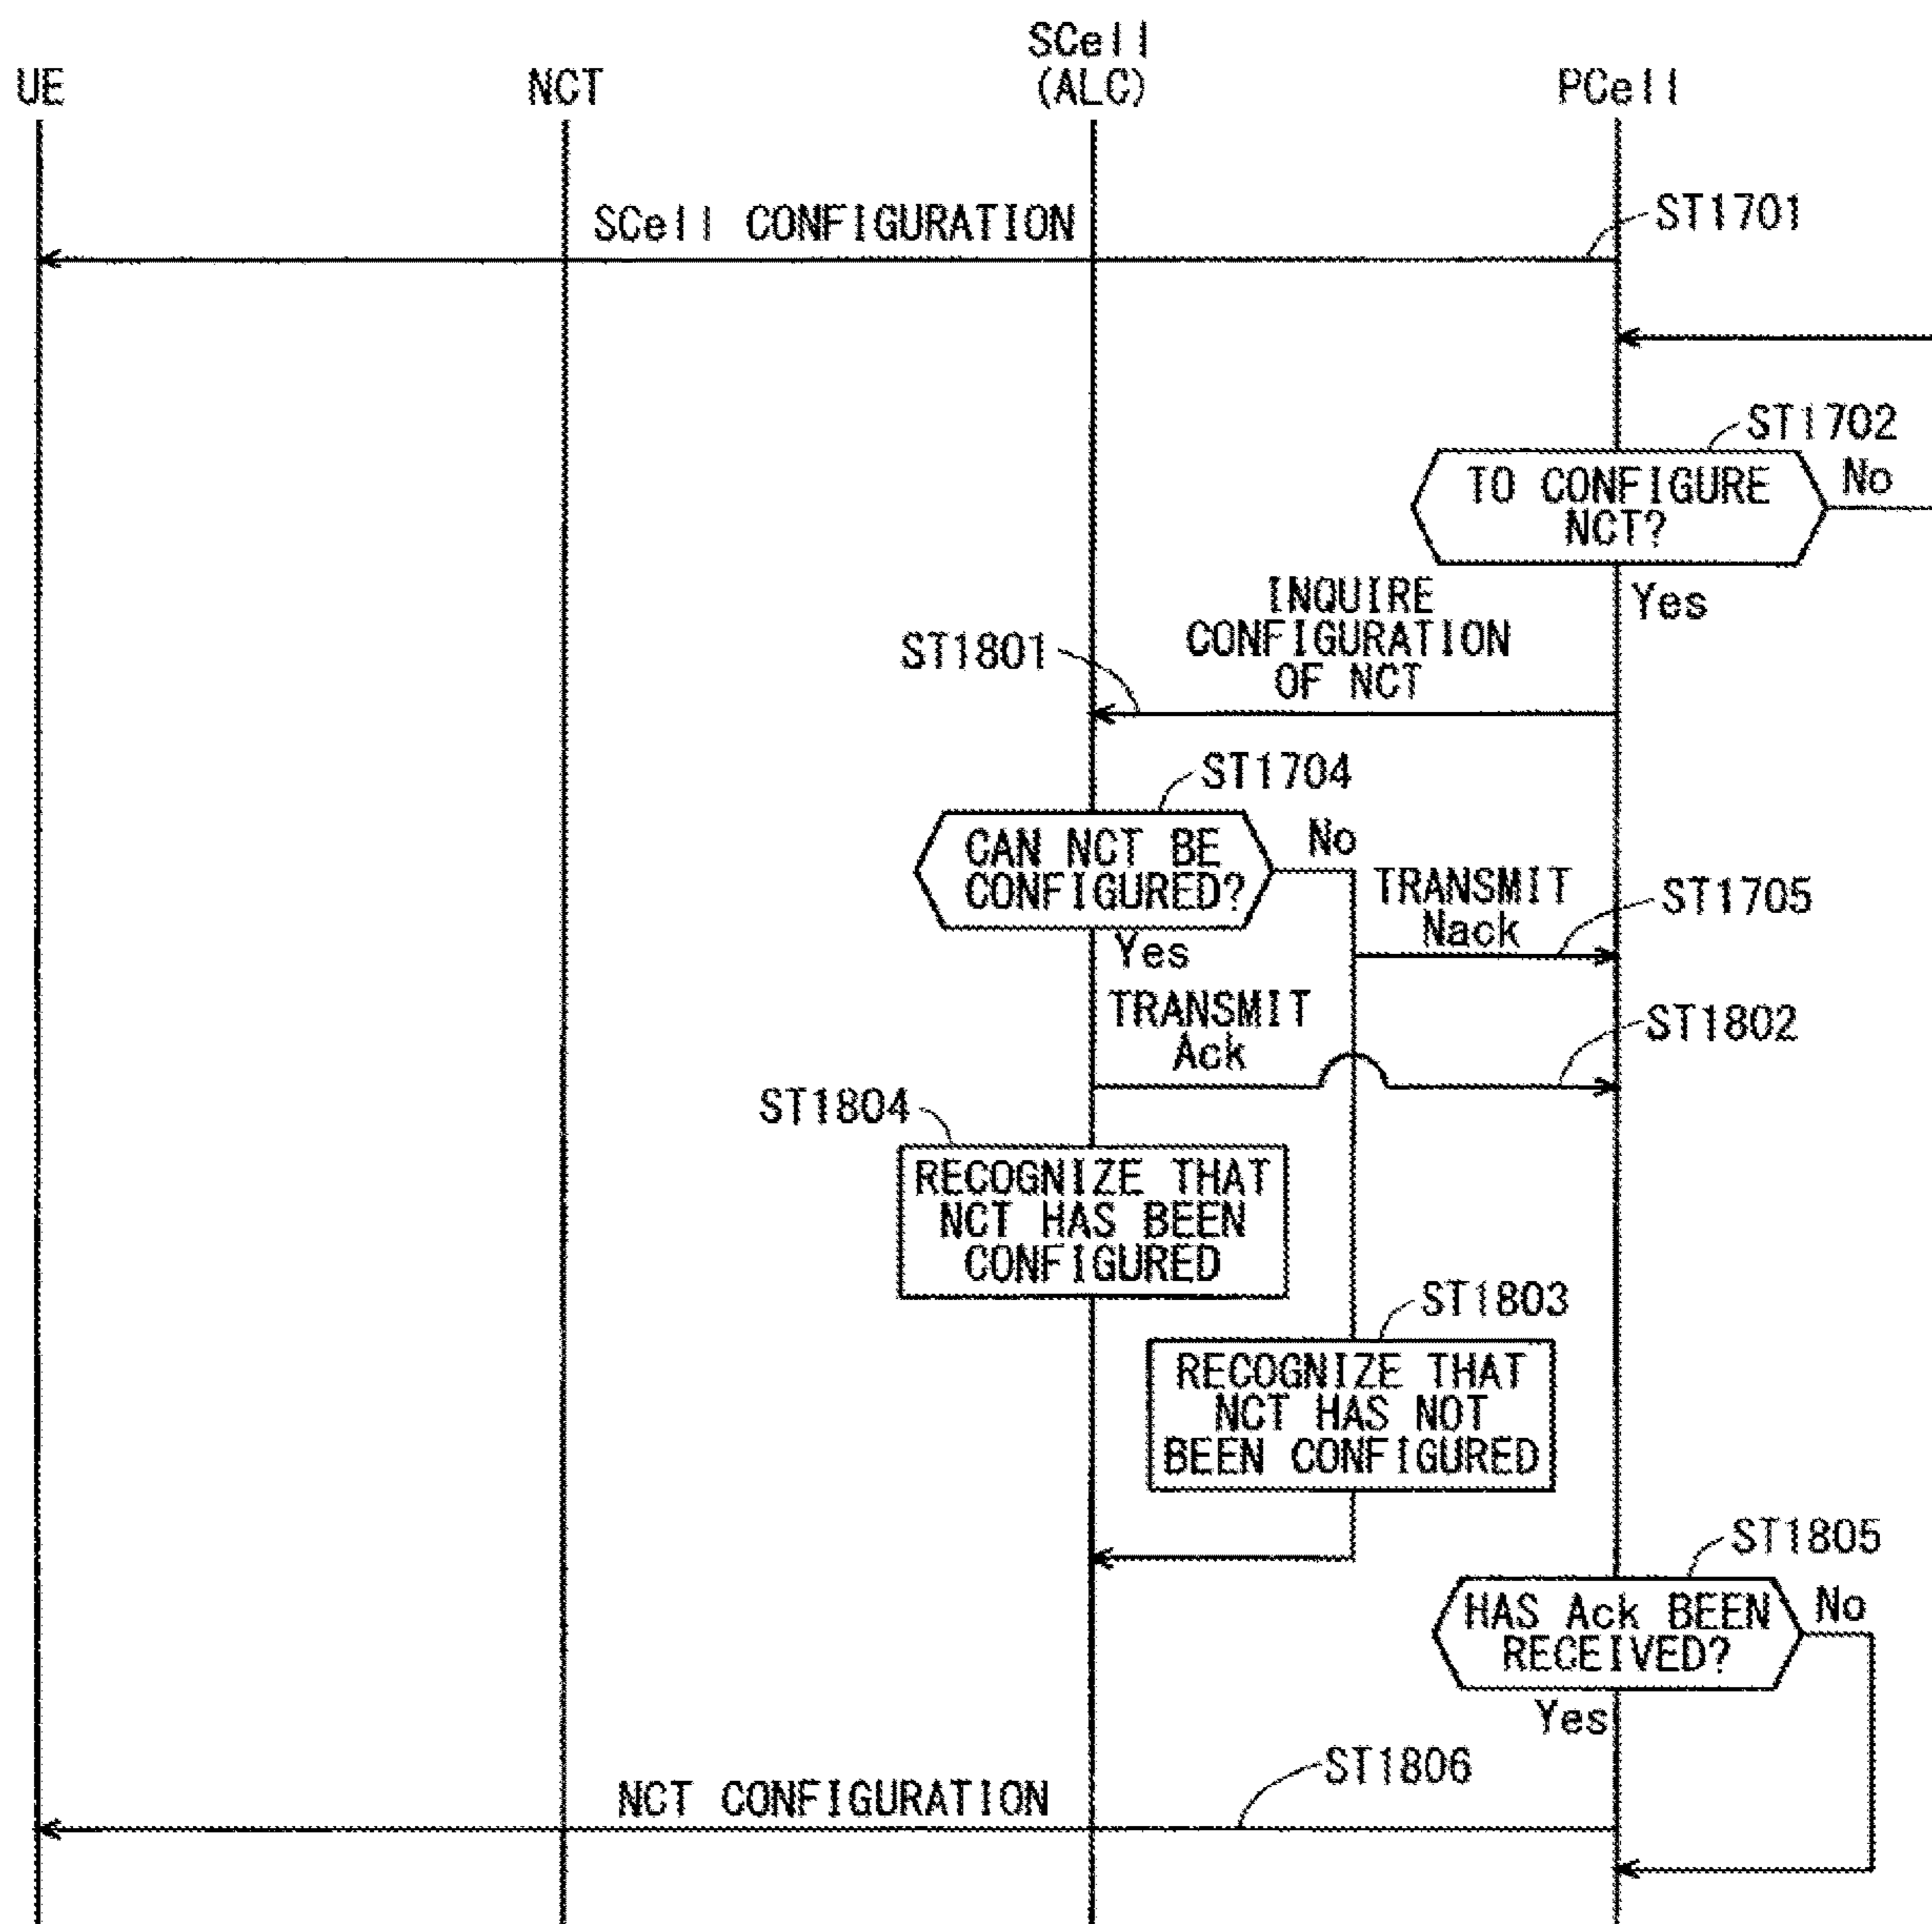 UE
NCT
SCell
(ALC)
PCell
SCell CONFIGURATION
ST1701
ST1702
TO CONFIGURE
NCT?
No
Yes
INQUIRE
CONFIGURATION
OF NCT
ST1801
ST1704
CAN NCT BE
CONFIGURED?
No
Yes
TRANSMIT
Nack
ST1705
TRANSMIT
Ack
ST1802
ST1804
RECOGNIZE THAT
NCT HAS BEEN
CONFIGURED
ST1803
RECOGNIZE THAT
NCT HAS NOT
BEEN CONFIGURED
ST1805
HAS Ack BEEN
RECEIVED?
No
Yes
ST1806
NCT CONFIGURATION